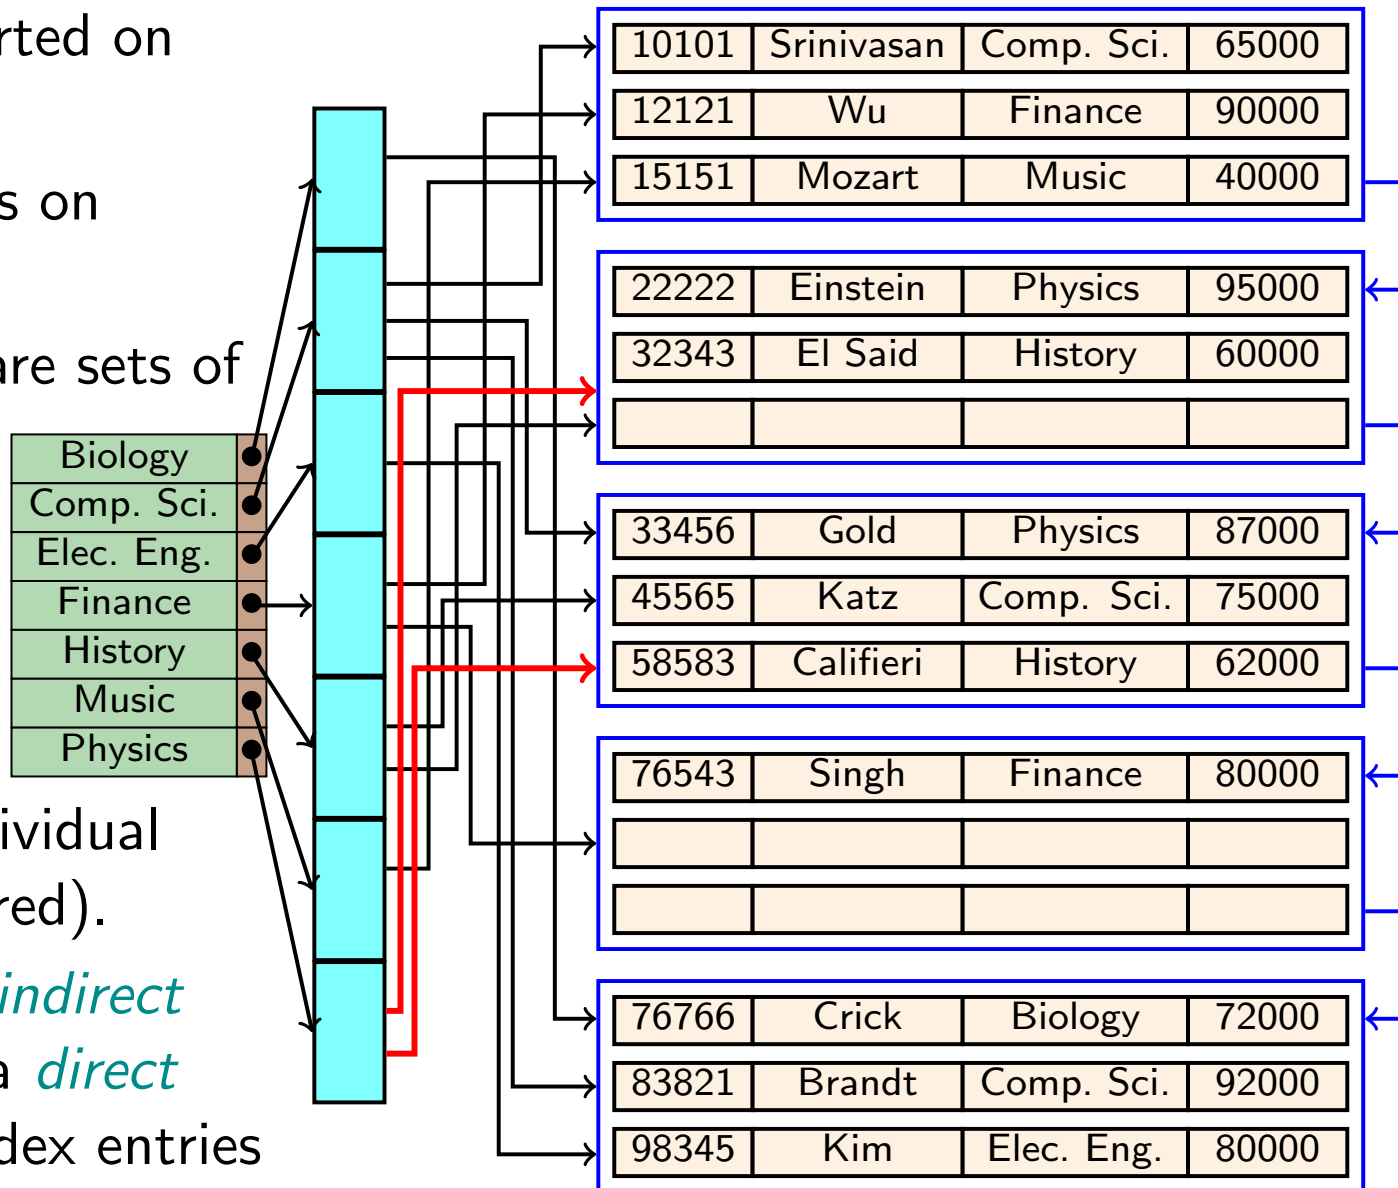 rted on
s on
are sets of
Biology
Comp. Sci.
Elec. Eng.
Finance
History
Music
Physics
ividual
red).
indirect
a direct
dex entries
10101 Srinivasan Comp. Sci. 65000
12121 Wu Finance 90000
15151 Mozart Music 40000
22222 Einstein Physics 95000
32343 El Said History 60000
33456 Gold Physics 87000
45565 Katz Comp. Sci. 75000
58583 Califieri History 62000
76543 Singh Finance 80000
76766 Crick Biology 72000
83821 Brandt Comp. Sci. 92000
98345 Kim Elec. Eng. 80000